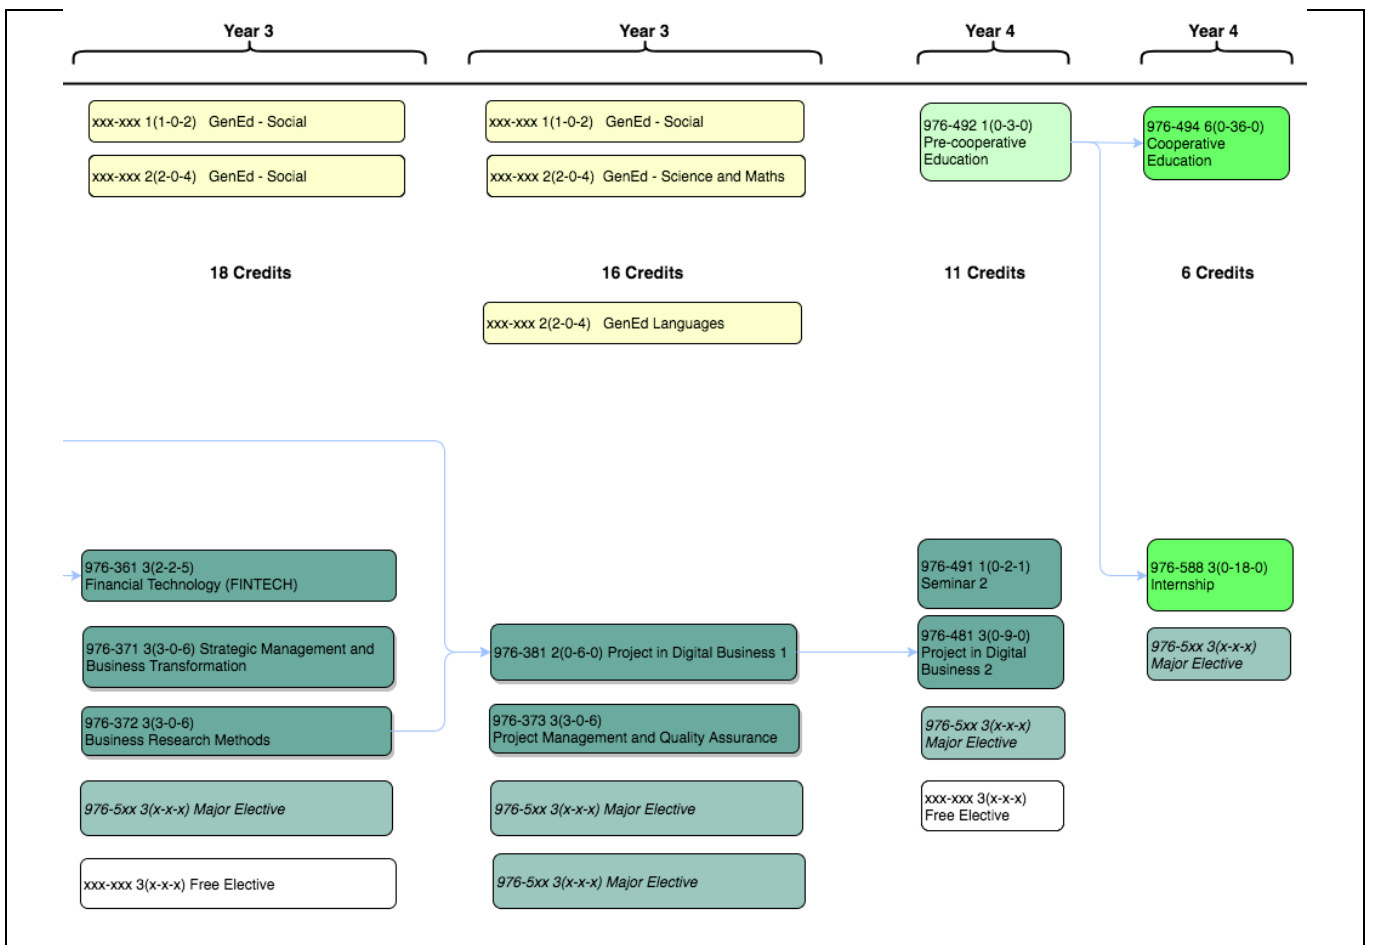 Year 3
Year 3
Year 4
Year 4
xxx-xxx 1(1-0-2) GenEd - Social
xxx-xxx 2(2-0-4) GenEd - Social
18 Credits
976-361 3(2-2-5)
Financial Technology (FINTECH)
976-371 3(3-0-6) Strategic Management and
Business Transformation
976-372 3(3-0-6)
Business Research Methods
976-5xx 3(x-x-x) Major Elective
xxx-xxx 3(x-x-x) Free Elective
xxx-xxx 1(1-0-2) GenEd - Social
xxx-xxx 2(2-0-4) GenEd - Science and Maths
16 Credits
xxx-xxx 2(2-0-4) GenEd Languages
976-381 2(0-6-0) Project in Digital Business 1
976-373 3(3-0-6)
Project Management and Quality Assurance
976-5xx 3(x-x-x) Major Elective
976-5xx 3(x-x-x) Major Elective
976-492 1(0-3-0)
Pre-cooperative
Education
11 Credits
976-491 1(0-2-1)
Seminar 2
976-481 3(0-9-0)
Project in Digital
Business 2
976-5xx 3(x-x-x)
Major Elective
xxx-xxx 3(x-x-x)
Free Elective
976-494 6(0-36-0)
Cooperative
Education
6 Credits
976-588 3(0-18-0)
Internship
976-5xx 3(x-x-x)
Major Elective